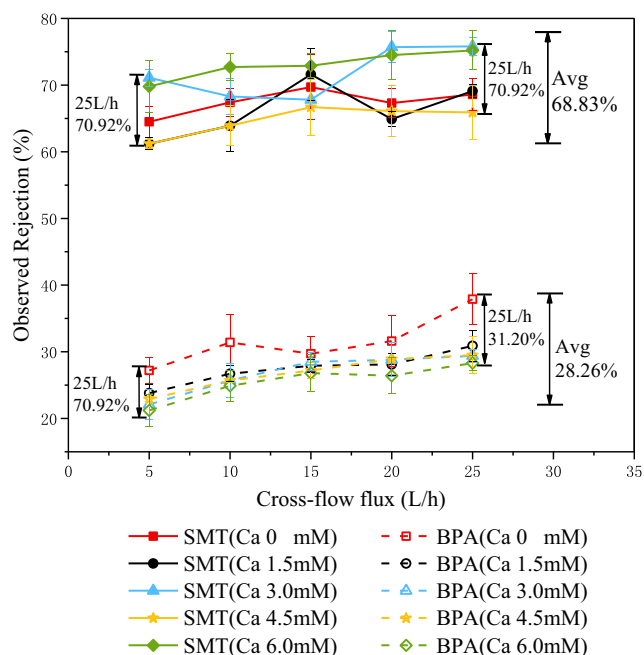 80
70
60
50
40
30
20
Observed Rejection (%)
25L/h
70.92%
25L/h
70.92%
Avg
68.83%
25L/h
70.92%
25L/h
31.20%
Avg
28.26%
0 5 10 15 20 25 30 35
Cross-flow flux (L/h)
SMT(Ca 0 mM) BPA(Ca 0 mM)
SMT(Ca 1.5mM) BPA(Ca 1.5mM)
SMT(Ca 3.0mM) BPA(Ca 3.0mM)
SMT(Ca 4.5mM) BPA(Ca 4.5mM)
SMT(Ca 6.0mM) BPA(Ca 6.0mM)